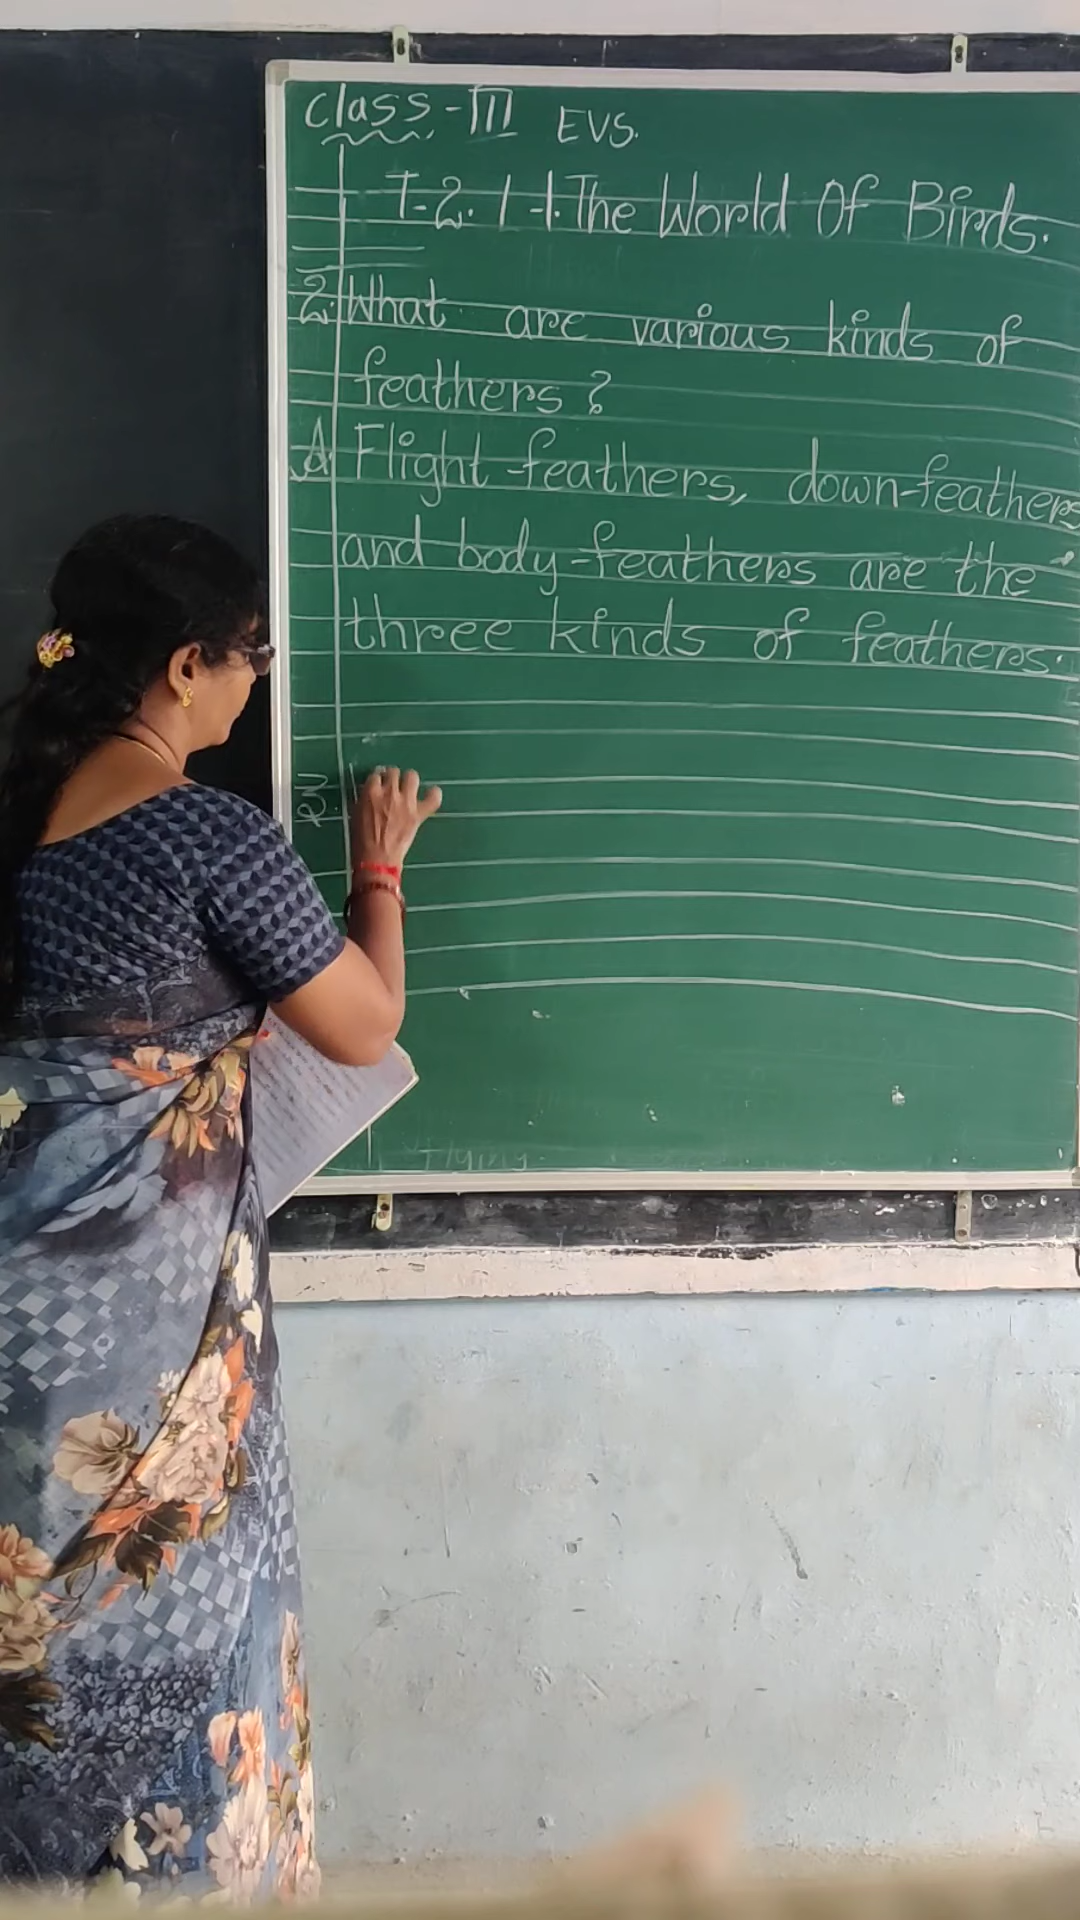 Class-III EVS.
T-2. L-1. The World Of Birds.
2. What are various kinds of
feathers?
A. Flight-feathers, down-feathers
and body-feathers are the
three kinds of feathers.
3.
Flying